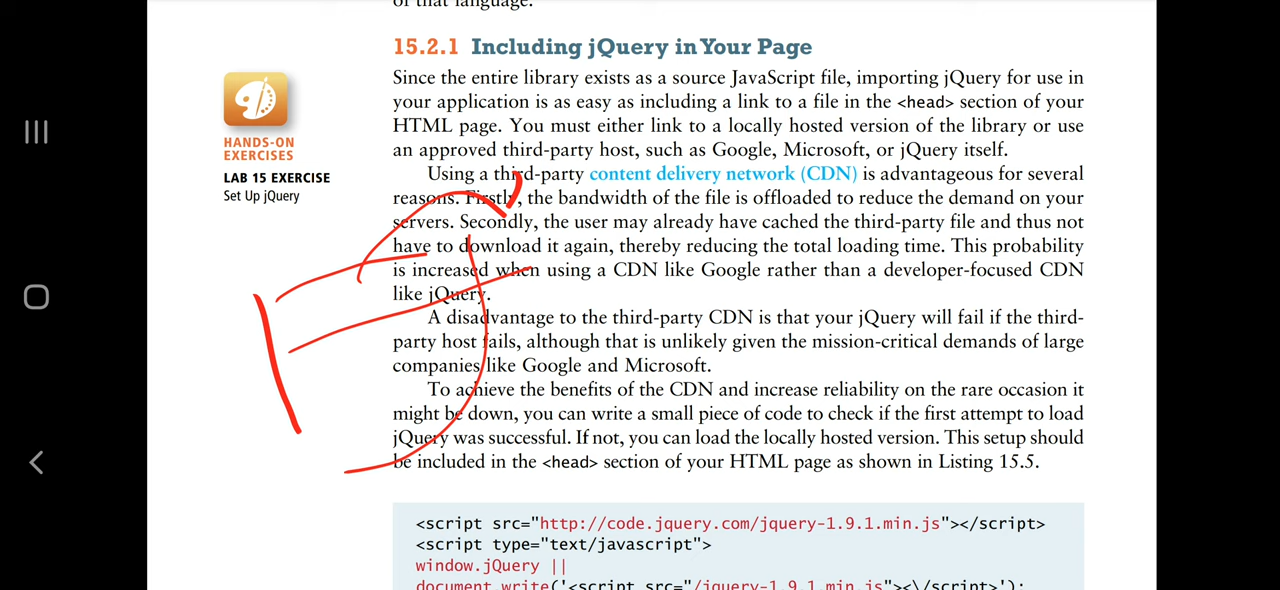 of that language.
15.2.1 Including jQuery in Your Page
Since the entire library exists as a source JavaScript file, importing jQuery for use in
your application is as easy as including a link to a file in the <head> section of your
HTML page. You must either link to a locally hosted version of the library or use
an approved third-party host, such as Google, Microsoft, or jQuery itself.
HANDS-ON
EXERCISES
LAB 15 EXERCISE
Set Up jQuery
Using a third-party content delivery network (CDN) is advantageous for several
reasons. Firstly, the bandwidth of the file is offloaded to reduce the demand on your
servers. Secondly, the user may already have cached the third-party file and thus not
have to download it again, thereby reducing the total loading time. This probability
is increased when using a CDN like Google rather than a developer-focused CDN
like jQuery.
A disadvantage to the third-party CDN is that your jQuery will fail if the third-
party host fails, although that is unlikely given the mission-critical demands of large
companies like Google and Microsoft.
To achieve the benefits of the CDN and increase reliability on the rare occasion it
might be down, you can write a small piece of code to check if the first attempt to load
jQuery was successful. If not, you can load the locally hosted version. This setup should
be included in the <head> section of your HTML page as shown in Listing 15.5.
<script src="http://code.jquery.com/jquery-1.9.1.min.js"></script>
<script type="text/javascript">
window.jQuery ||
document.write('<script src="/jquery-1.9.1.min.js"><\/script>');